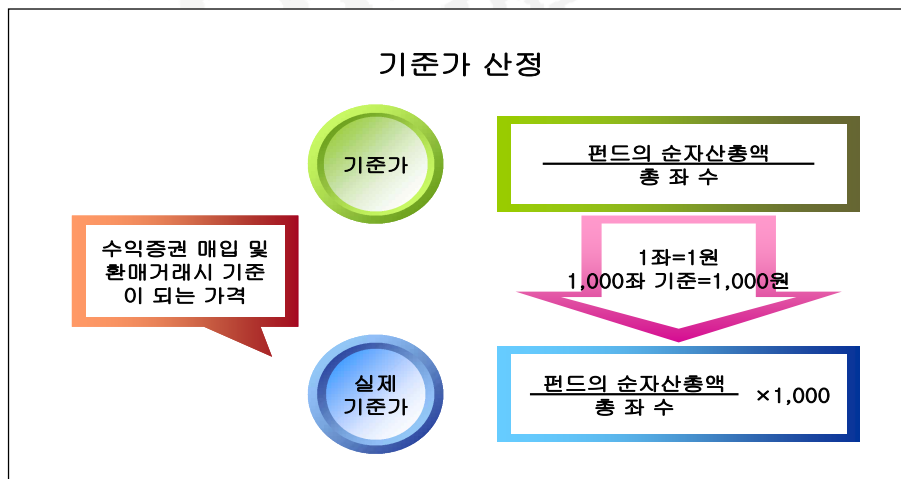 기준가 산정
기준가
펀드의 순자산총액
총 좌 수
수익증권 매입 및
환매거래시 기준
이 되는 가격
1좌=1원
1,000좌 기준=1,000원
실제
기준가
펀드의 순자산총액
총 좌 수
×1,000